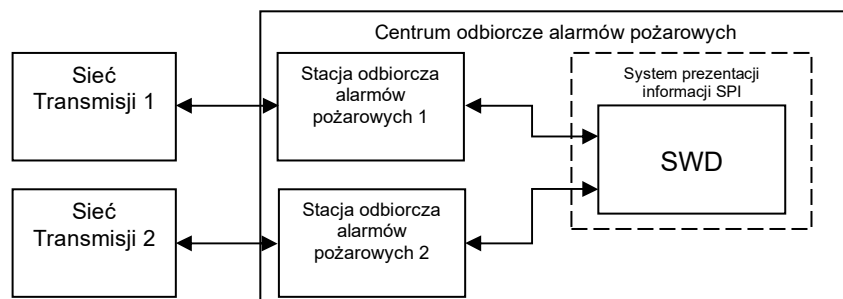 Centrum odbiorcze alarmów pożarowych
Sieć
Transmisji 1
Stacja odbiorcza
alarmów
pożarowych 1
System prezentacji
informacji SPI
SWD
Sieć
Transmisji 2
Stacja odbiorcza
alarmów
pożarowych 2